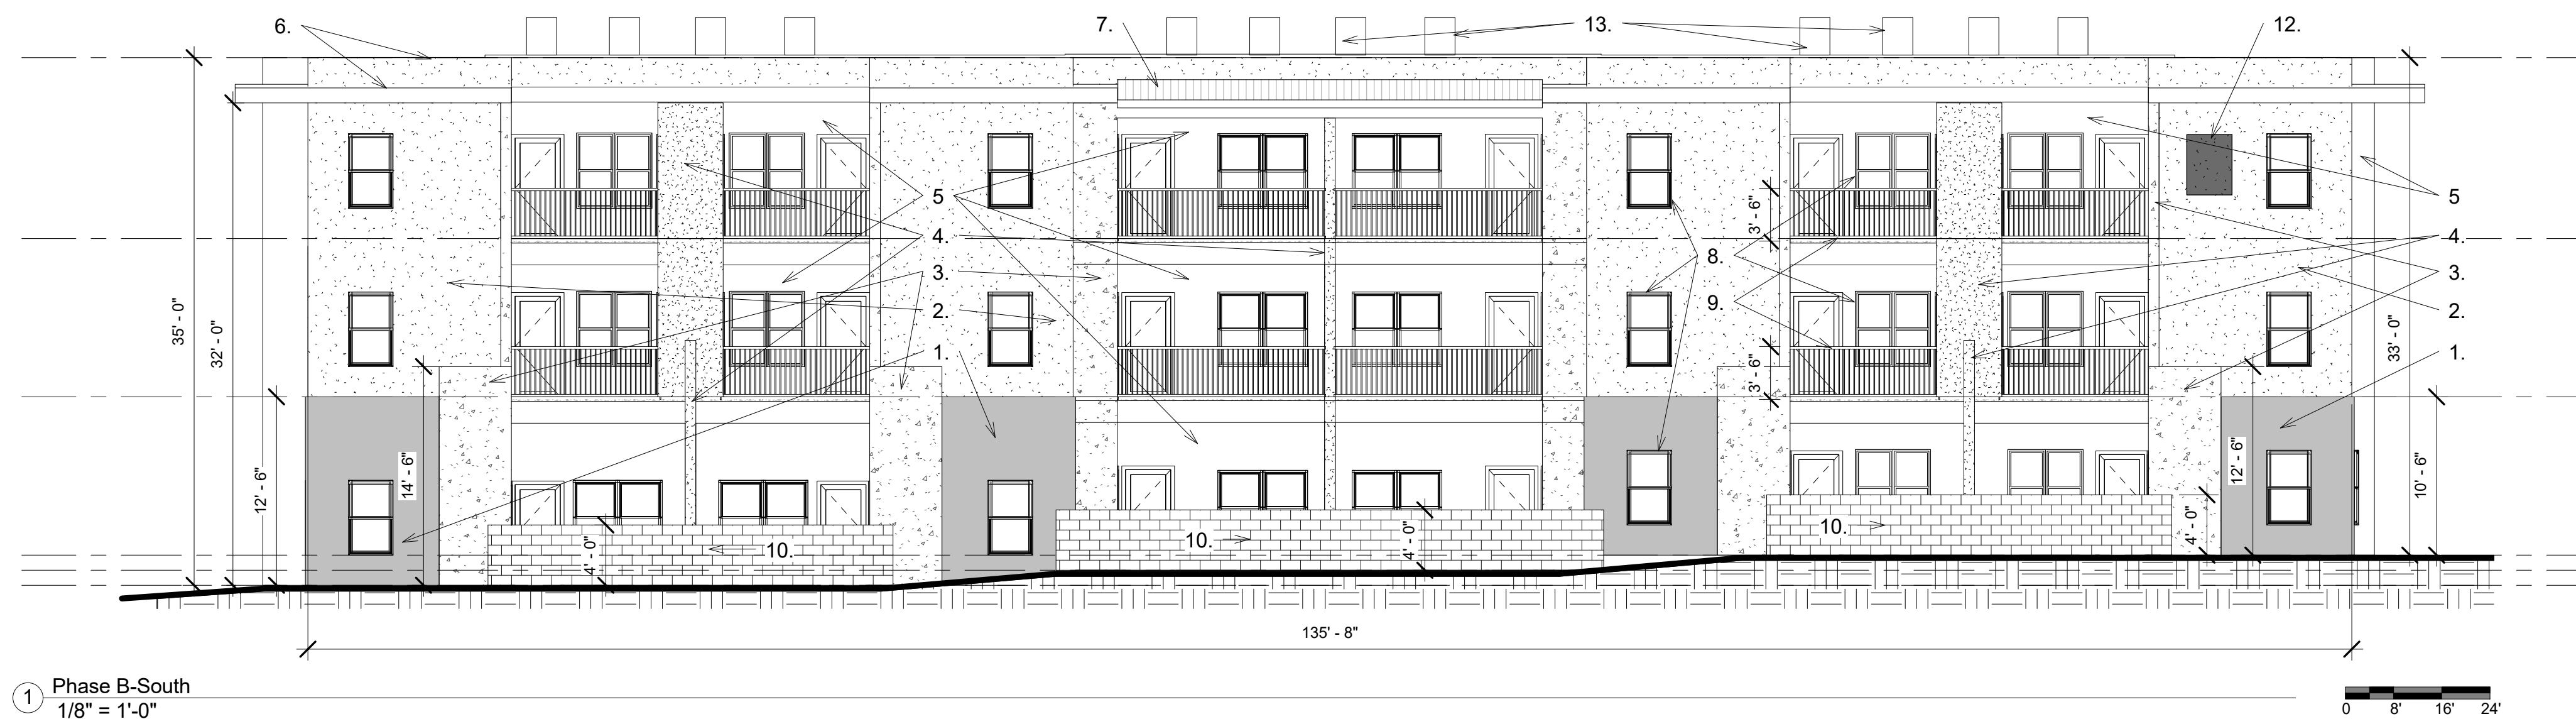 6.
7.
13.
12.
35' - 0"
32' - 0"
12' - 6"
14' - 6"
5
4.
3.
2.
1.
8.
9.
3' - 6"
3' - 6"
5
4.
3.
2.
1.
33' - 0"
10' - 6"
12' - 6"
4' - 0"
10.
4' - 0"
10.
4' - 0"
10.
135' - 8"
1
Phase B-South
1/8" = 1'-0"
0 8' 16' 24'